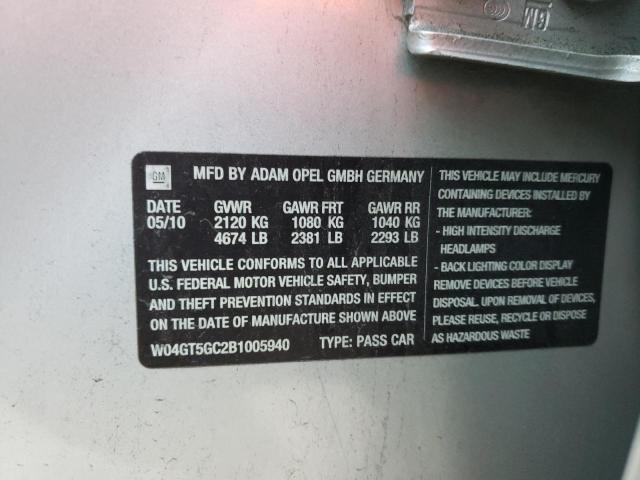 GM
GM
MFD BY ADAM OPEL GMBH GERMANY
DATE GVWR GAWR FRT GAWR RR
05/10 2120 KG 1080 KG 1040 KG
4674 LB 2381 LB 2293 LB
THIS VEHICLE CONFORMS TO ALL APPLICABLE
U.S. FEDERAL MOTOR VEHICLE SAFETY, BUMPER
AND THEFT PREVENTION STANDARDS IN EFFECT
ON THE DATE OF MANUFACTURE SHOWN ABOVE
W04GT5GC2B1005940 TYPE: PASS CAR
THIS VEHICLE MAY INCLUDE MERCURY
CONTAINING DEVICES INSTALLED BY
THE MANUFACTURER:
- HIGH INTENSITY DISCHARGE
HEADLAMPS
- BACK LIGHTING COLOR DISPLAY
REMOVE DEVICES BEFORE VEHICLE
DISPOSAL. UPON REMOVAL OF DEVICES,
PLEASE REUSE, RECYCLE OR DISPOSE
AS HAZARDOUS WASTE